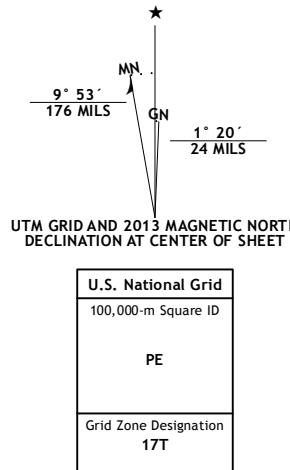 ★
MN
GN
9° 53´
176 MILS
1° 20´
24 MILS
UTM GRID AND 2013 MAGNETIC NORTH
DECLINATION AT CENTER OF SHEET
U.S. National Grid
100,000-m Square ID
PE
Grid Zone Designation
17T